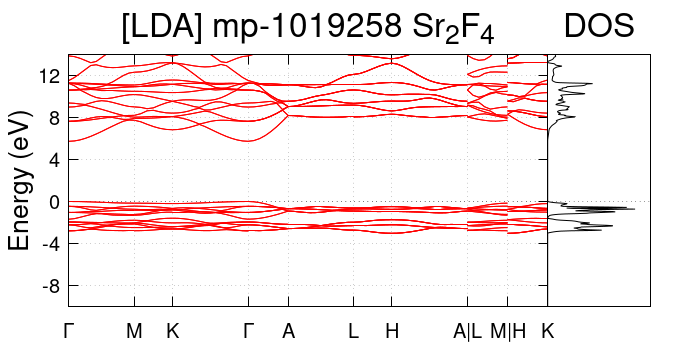 [LDA] mp-1019258 Sr₂F₄ DOS
Energy (eV)
12
8
4
0
-4
-8
Γ M K Γ A L H A|L M|H K